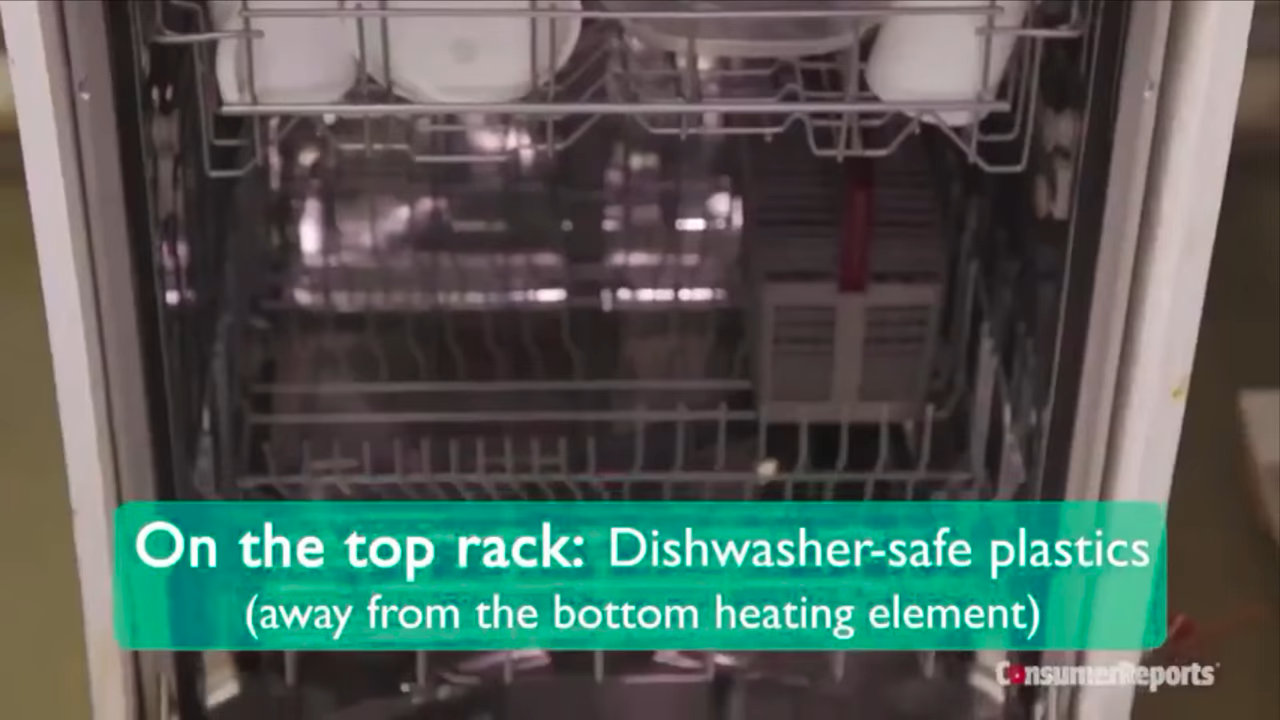 On the top rack: Dishwasher-safe plastics
(away from the bottom heating element)
ConsumerReports